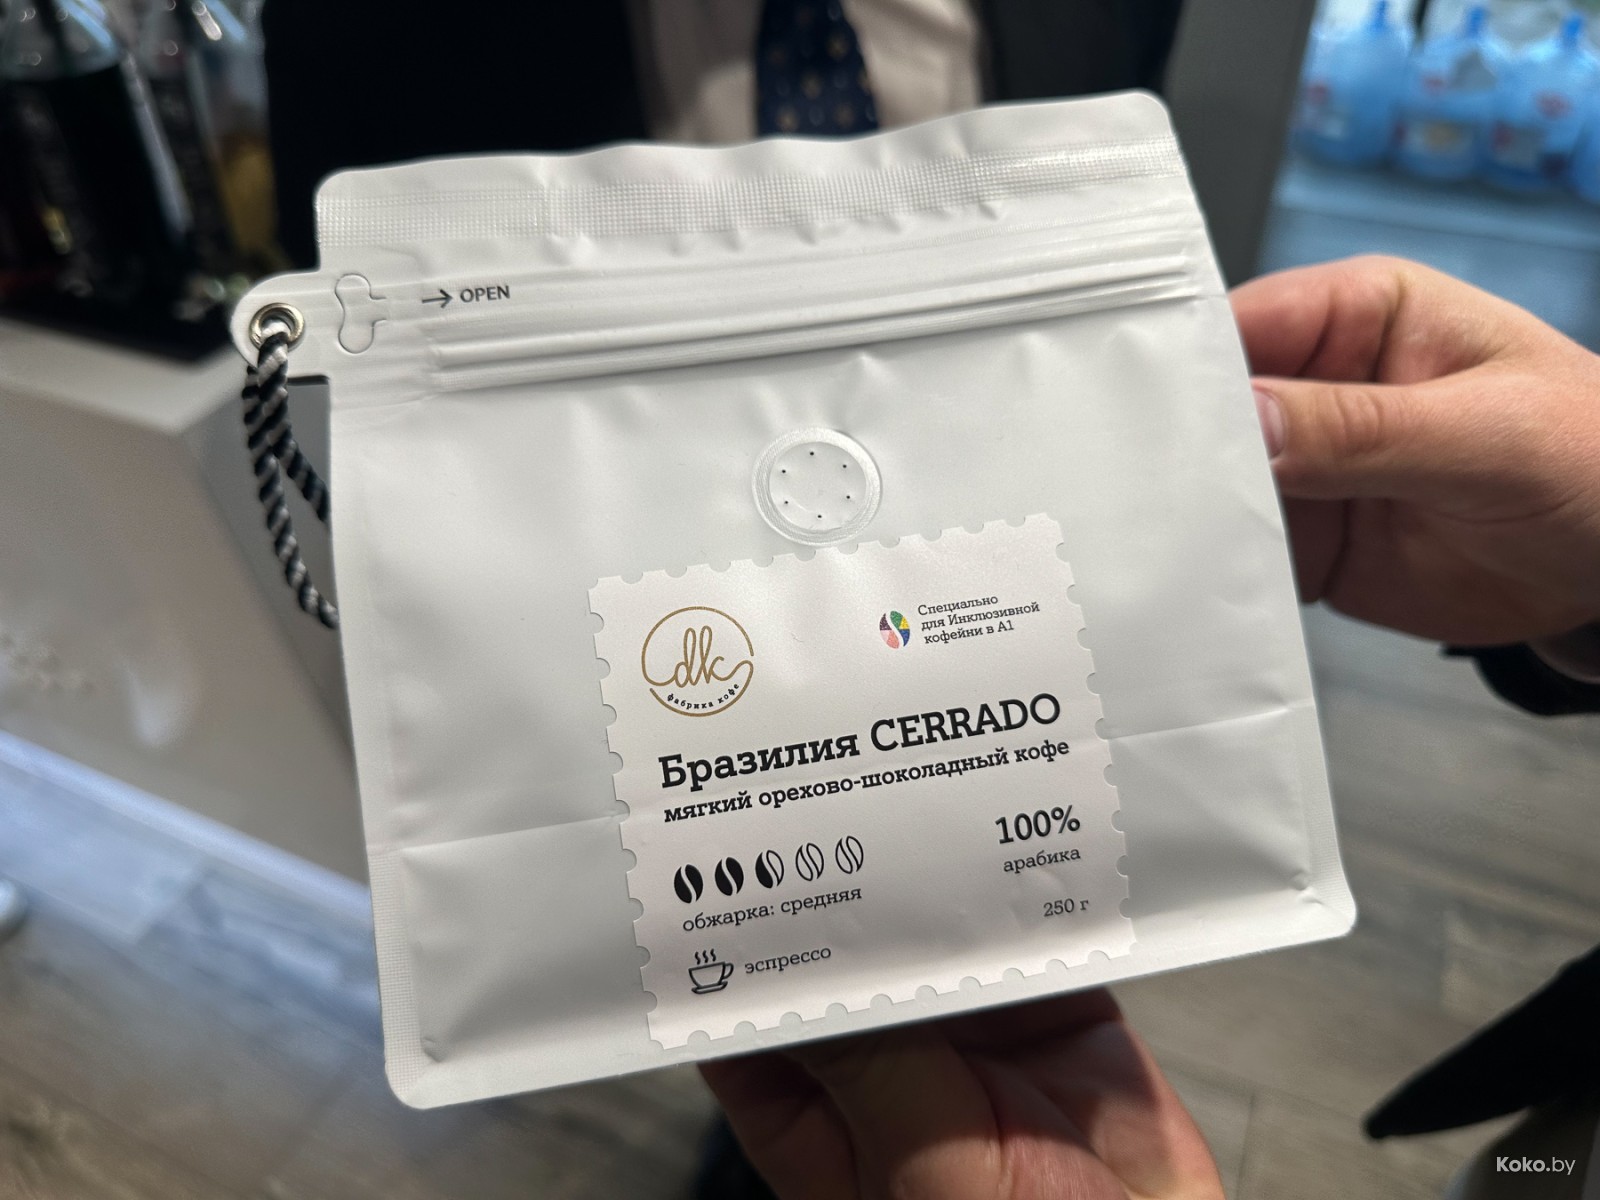 OPEN
dk
фабрика кофе
Специально
для Инклюзивной
кофейни в А1
Бразилия CERRADO
мягкий орехово-шоколадный кофе
100%
арабика
обжарка: средняя
250 г
эспрессо
Koko.by